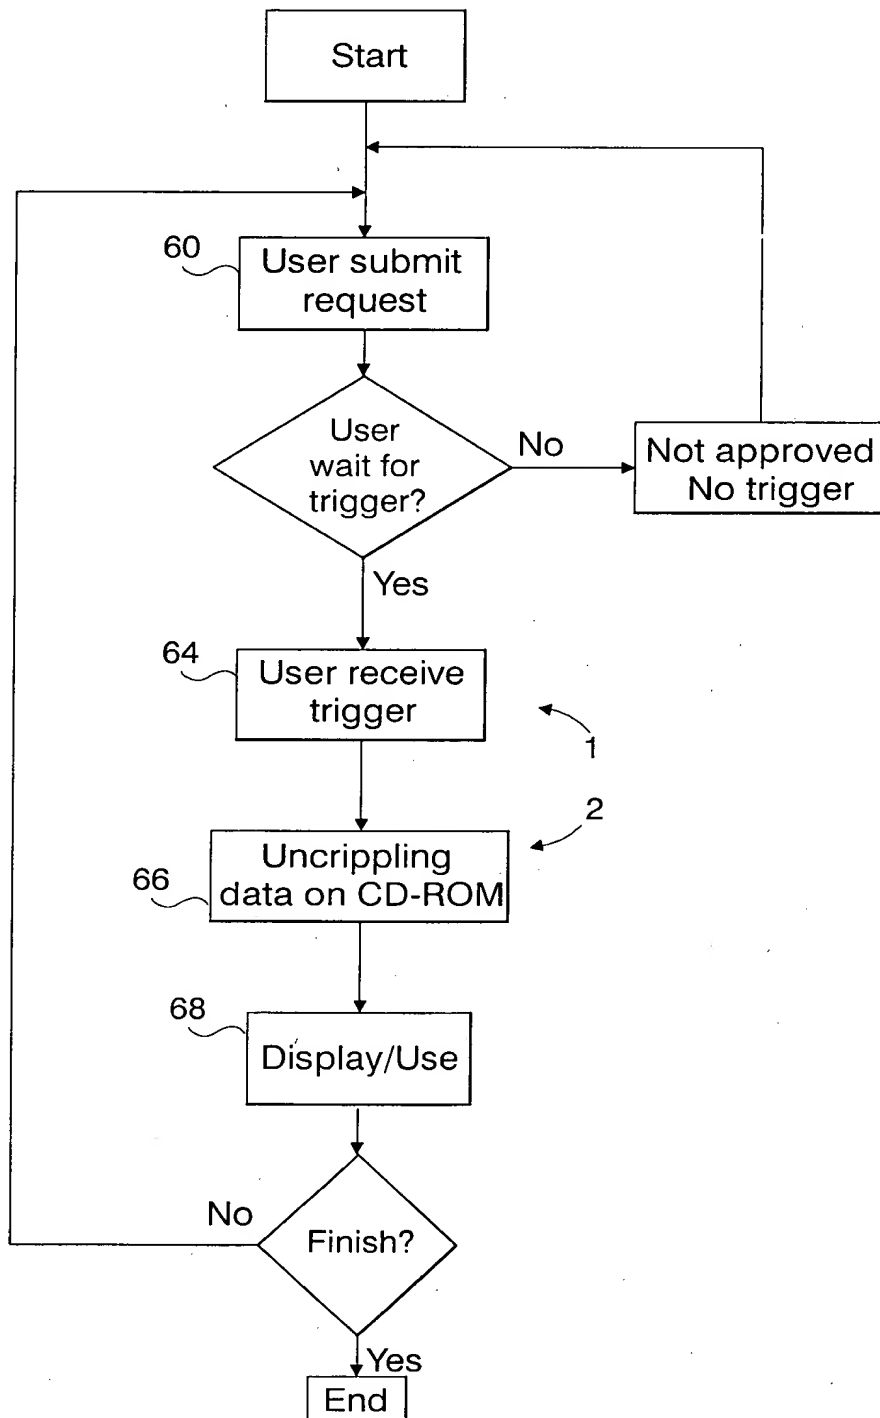 Start
60
User submit
request
User
wait for
trigger?
No
Not approved
No trigger
Yes
64
User receive
trigger
1
2
Uncrippling
data on CD-ROM
66
68
Display/Use
No
Finish?
Yes
End